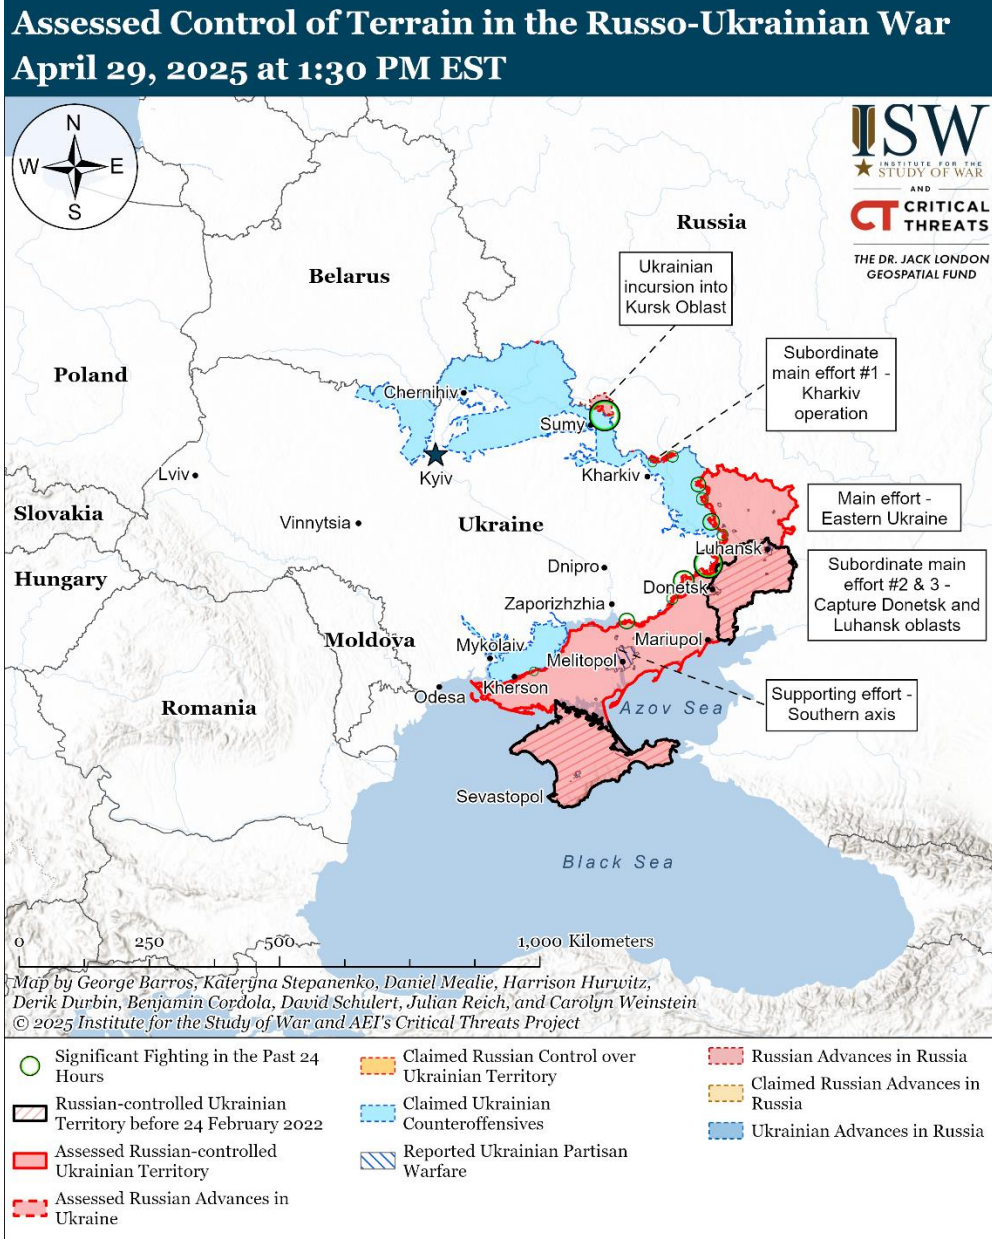 Assessed Control of Terrain in the Russo-Ukrainian War
April 29, 2025 at 1:30 PM EST
N
W
E
S
ISW
INSTITUTE FOR THE
STUDY OF WAR
AND
CT CRITICAL
THREATS
THE DR. JACK LONDON
GEOSPATIAL FUND
Russia
Belarus
Ukrainian
incursion into
Kursk Oblast
Subordinate
main effort #1 -
Kharkiv
operation
Poland
Chernihiv
Sumy
Lviv
Kyiv
Kharkiv
Slovakia
Vinnytsia
Ukraine
Main effort -
Eastern Ukraine
Luhansk
Hungary
Dnipro
Donetsk
Subordinate main
effort #2 & 3 -
Capture Donetsk and
Luhansk oblasts
Zaporizhzhia
Moldova
Mykolaiv
Mariupol
Melitopol
Kherson
Odesa
Romania
Azov Sea
Supporting effort -
Southern axis
Sevastopol
Black Sea
0
250
500
1,000 Kilometers
Map by George Barros, Kateryna Stepanenko, Daniel Mealie, Harrison Hurwitz,
Derik Durbin, Benjamin Cordola, David Schulert, Julian Reich, and Carolyn Weinstein
© 2025 Institute for the Study of War and AEI's Critical Threats Project
Significant Fighting in the Past 24
Hours
Russian-controlled Ukrainian
Territory before 24 February 2022
Assessed Russian-controlled
Ukrainian Territory
Assessed Russian Advances in
Ukraine
Claimed Russian Control over
Ukrainian Territory
Claimed Ukrainian
Counteroffensives
Reported Ukrainian Partisan
Warfare
Russian Advances in Russia
Claimed Russian Advances in
Russia
Ukrainian Advances in Russia